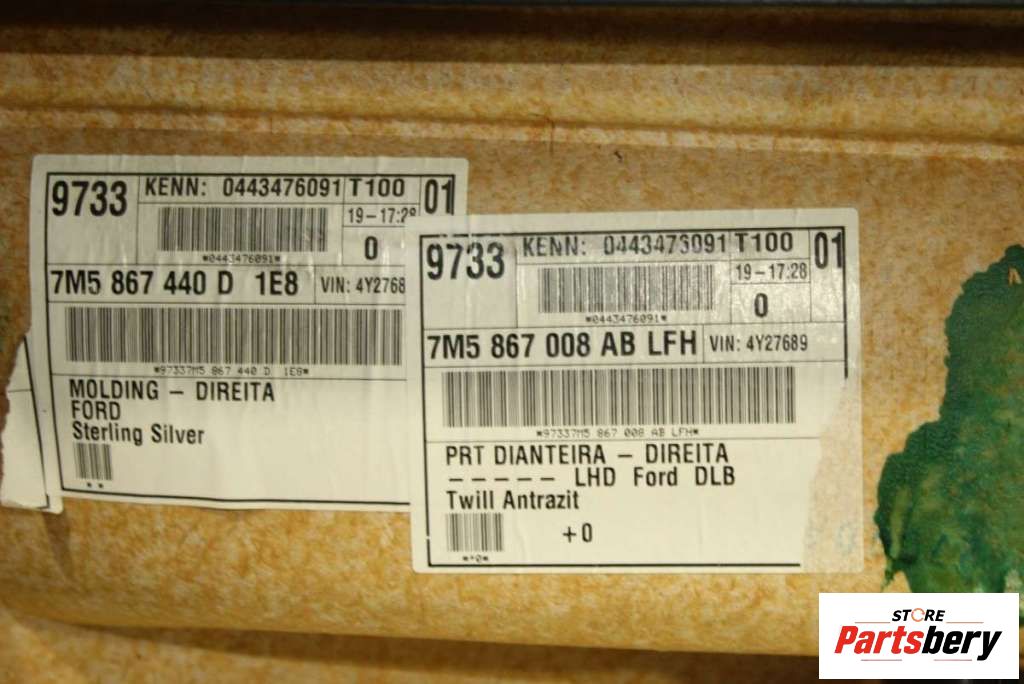 9733
KENN: 0443476091
T100
01
19-17:28
*0443476091*
0
7M5 867 440 D 1E8
VIN: 4Y2768
*97337M5 867 440 D 1E8*
MOLDING - DIREITA
FORD
Sterling Silver
9733
KENN: 0443476091
T100
01
19-17:28
*0443476091*
0
7M5 867 008 AB LFH
VIN: 4Y27689
*97337M5 867 008 AB LFH*
PRT DIANTEIRA - DIREITA
----- LHD Ford DLB
Twill Antrazit
+0
*+0*
STORE
Partsbery